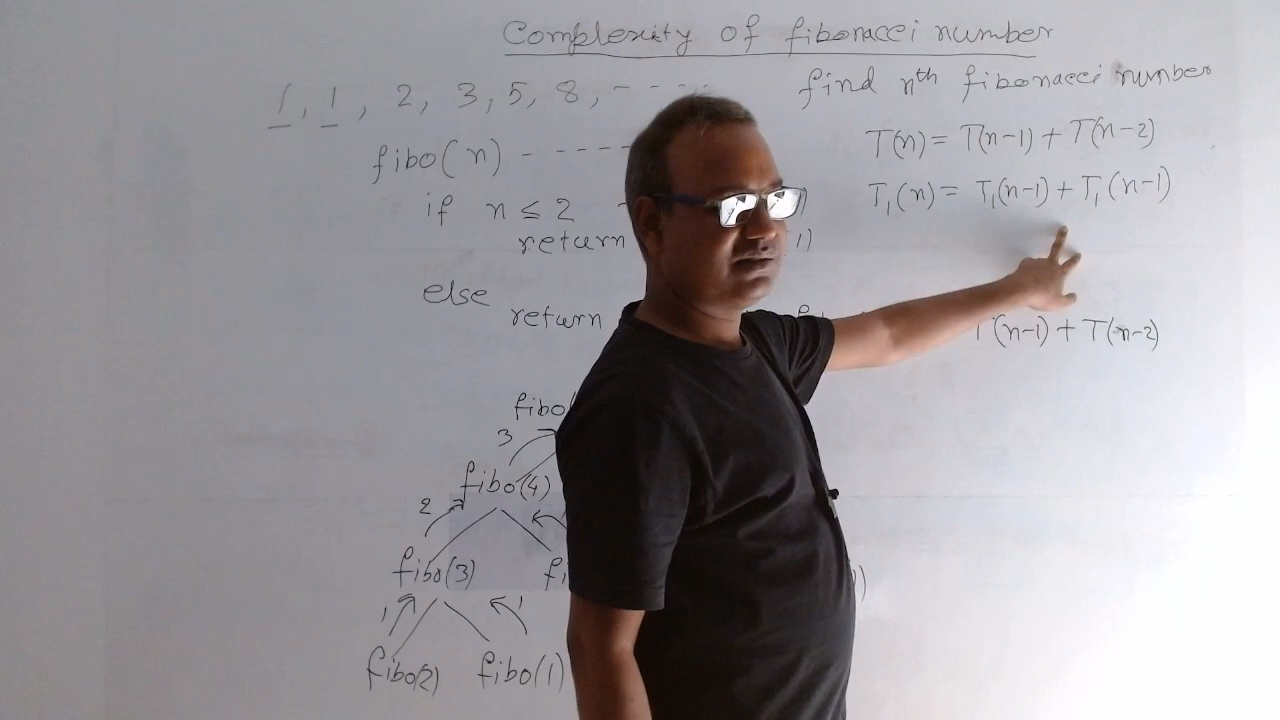 Complexity of fibonacci number
1, 1, 2, 3, 5, 8, - - - - find nth fibonacci number
fibo(n) - - - - -
T(n) = T(n-1) + T(n-2)
if n ≤ 2 -
T₁(n) = T₁(n-1) + T₁(n-1)
return 1)
else
return
T(n-1) + T(n-2)
fibo(
3
fibo(4)
2
fibo(3)
1 1
fibo(2) fibo(1)